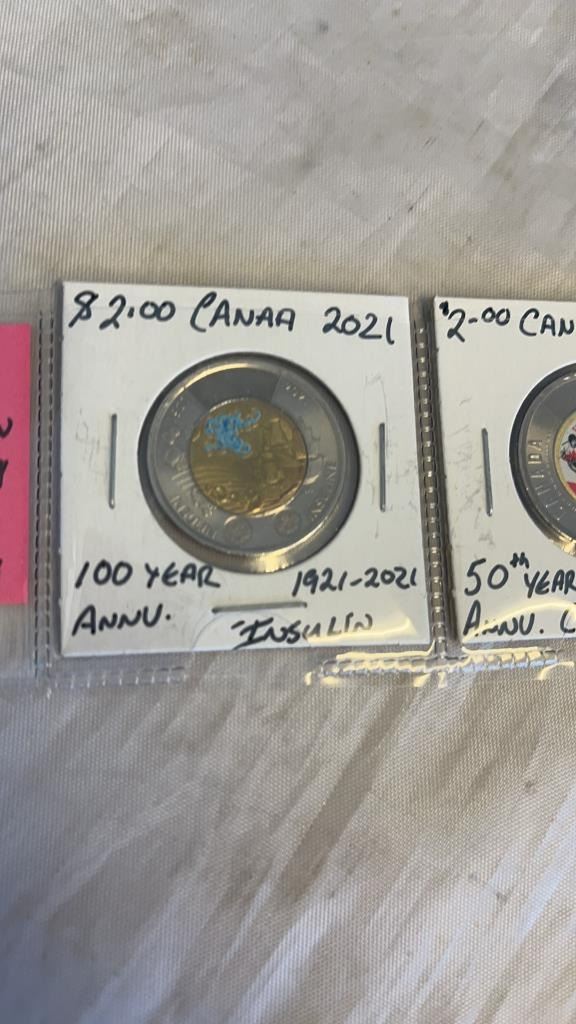 $2.00 CANAA 2021
100 YEAR 1921-2021
ANNU. "INSULIN
$2.00 CAN
50th YEAR
ANNU.